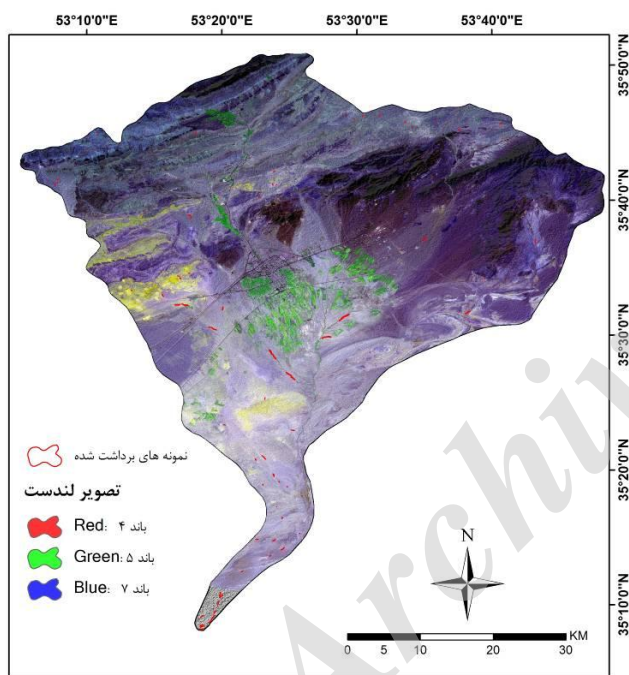 53°10'0"E 53°20'0"E 53°30'0"E 53°40'0"N
35°50'0"N
35°40'0"N
35°30'0"N
35°20'0"N
35°10'0"N
نمونه های برداشت شده
تصویر لندست
Red: باند ۴
Green: باند ۵
Blue: باند ۷
N
KM
0 5 10 20 30
Archiv